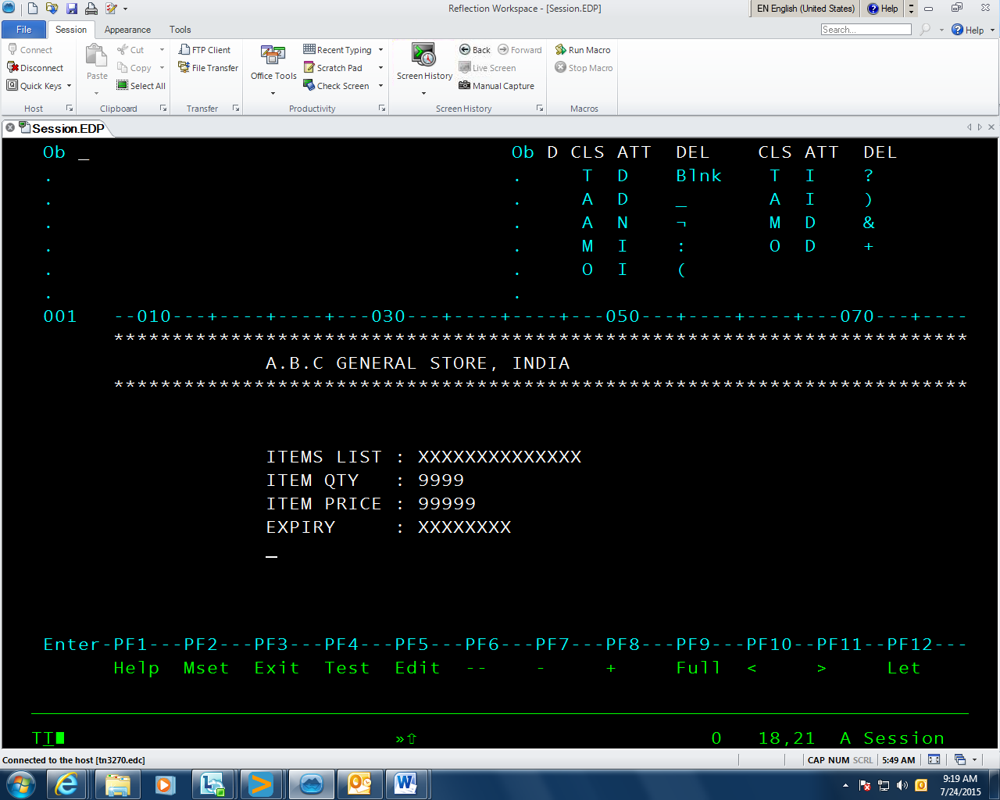 Reflection Workspace - [Session.EDP]
EN English (United States) Help
File Session Appearance Tools Search... Help
Connect Cut FTP Client Recent Typing Back Forward Run Macro
Disconnect Copy File Transfer Scratch Pad Live Screen Stop Macro
Quick Keys Paste Select All Office Tools Check Screen Screen History Manual Capture
Host Clipboard Transfer Productivity Screen History Macros
Session.EDP
Ob _ Ob D CLS ATT DEL CLS ATT DEL
. . T D Blnk T I ?
. . A D _ A I )
. . A N ¬ M D &
. . M I : O D +
. . O I (
. .
001 --010---+----+----+---030---+----+----+---050---+----+----+---070---+----
*************************************************************************
A.B.C GENERAL STORE, INDIA
*************************************************************************
ITEMS LIST : XXXXXXXXXXXXXX
ITEM QTY : 9999
ITEM PRICE : 99999
EXPIRY : XXXXXXXX
_
Enter-PF1---PF2---PF3---PF4---PF5---PF6---PF7---PF8---PF9---PF10--PF11--PF12---
Help Mset Exit Test Edit -- - + Full < > Let
TI »⇧ 0 18,21 A Session
Connected to the host [tn3270.edc] CAP NUM SCRL 5:49 AM
9:19 AM
7/24/2015